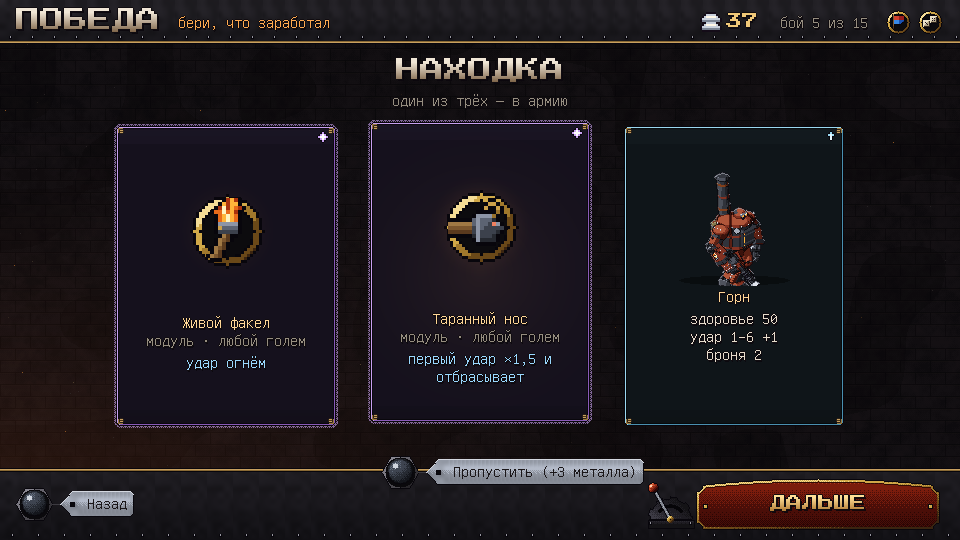 ПОБЕДА
бери, что заработал
37
бой 5 из 15
НАХОДКА
один из трёх — в армию
Живой факел
модуль · любой голем
удар огнём
Таранный нос
модуль · любой голем
первый удар ×1,5 и
отбрасывает
Горн
здоровье 50
удар 1–6 +1
броня 2
Пропустить (+3 металла)
Назад
ДАЛЬШЕ